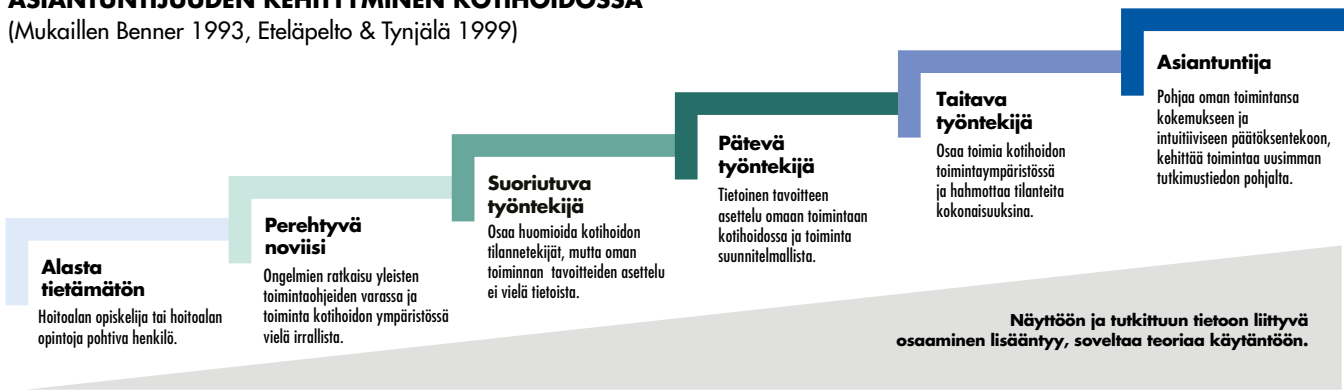 ASIANTUNTIJUUDEN KEHITTYMINEN KOTIHOIDOSSA
(Mukaillen Benner 1993, Eteläpelto & Tynjälä 1999)
Alasta
tietämätön
Hoitoalan opiskelija tai hoitoalan
opintoja pohtiva henkilö.
Perehtyvä
noviisi
Ongelmien ratkaisu yleisten
toimintaohjeiden varassa ja
toiminta kotihoidon ympäristössä
vielä irrallista.
Suoriutuva
työntekijä
Osaa huomioida kotihoidon
tilannetekijät, mutta oman
toiminnan tavoitteiden asettelu
ei vielä tietoista.
Pätevä
työntekijä
Tietoinen tavoitteen
asettelu omaan toimintaan
kotihoidossa ja toiminta
suunnitelmallista.
Taitava
työntekijä
Osaa toimia kotihoidon
toimintaympäristössä
ja hahmottaa tilanteita
kokonaisuuksina.
Asiantuntija
Pohjaa oman toimintansa
kokemukseen ja
intuitiiviseen päätöksentekoon,
kehittää toimintaa uusimman
tutkimustiedon pohjalta.
Näyttöön ja tutkittuun tietoon liittyvä
osaaminen lisääntyy, soveltaa teoriaa käytäntöön.